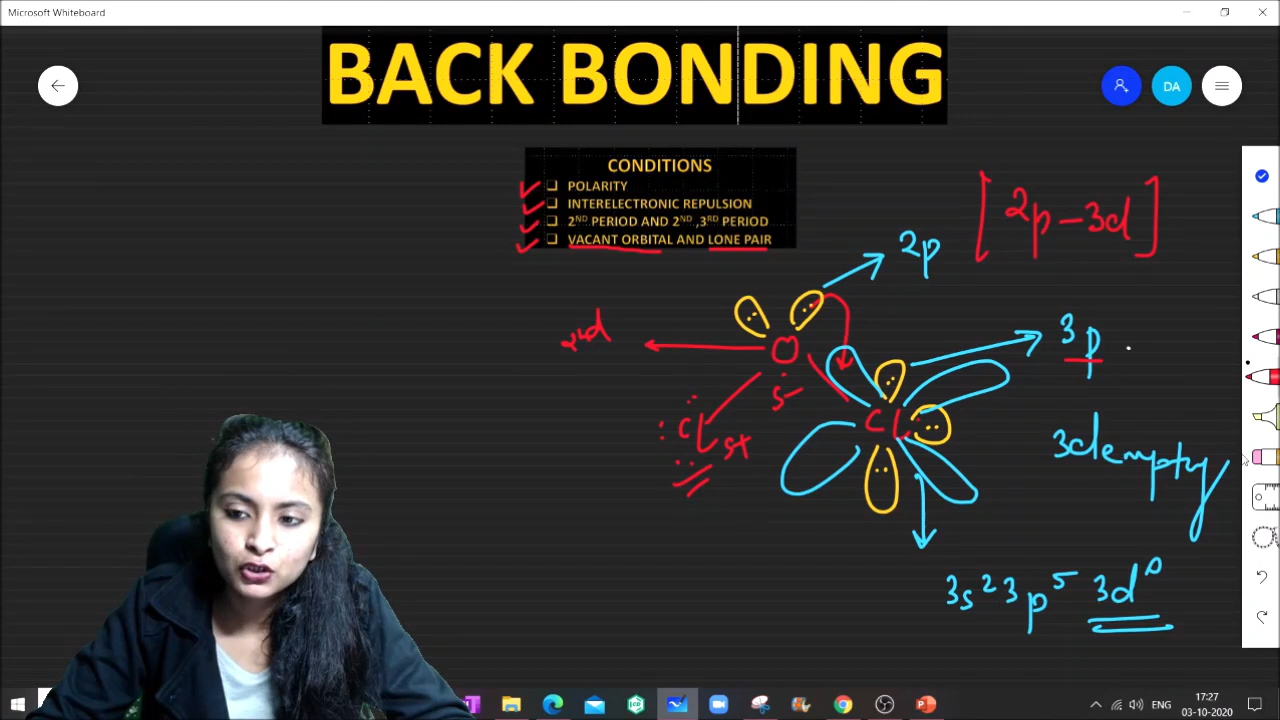 Microsoft Whiteboard
BACK BONDING
DA
CONDITIONS
POLARITY
INTERELECTRONIC REPULSION
2ND PERIOD AND 2ND ,3RD PERIOD
VACANT ORBITAL AND LONE PAIR
[2p-3d]
2p
2nd
O
3p
δ-
Cl
Cl
δ+
3d empty
3s² 3p⁵ 3d⁰
ENG
17:27
03-10-2020